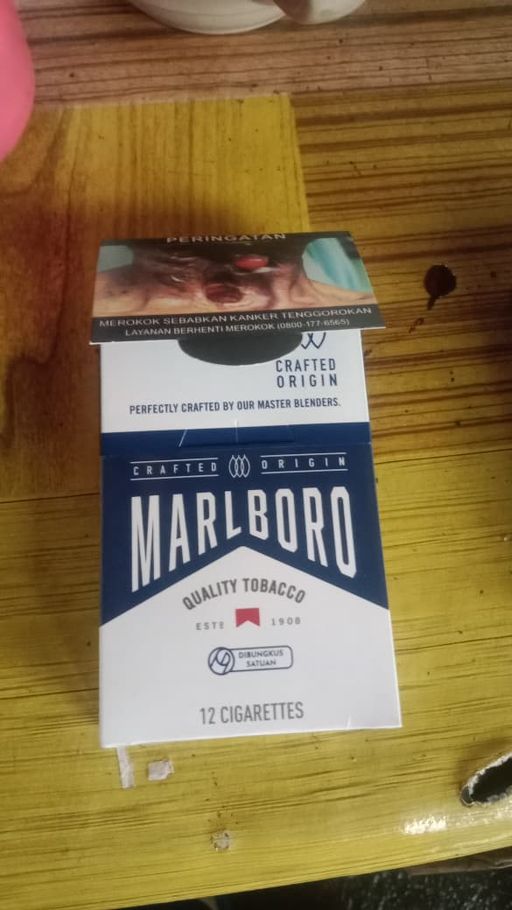 PERINGATAN
MEROKOK SEBABKAN KANKER TENGGOROKAN
LAYANAN BERHENTI MEROKOK (0800-177-6565)
CRAFTED
ORIGIN
PERFECTLY CRAFTED BY OUR MASTER BLENDERS.
CRAFTED ORIGIN
MARLBORO
QUALITY TOBACCO
ESTD 1908
DIBUNGKUS
SATUAN
12 CIGARETTES